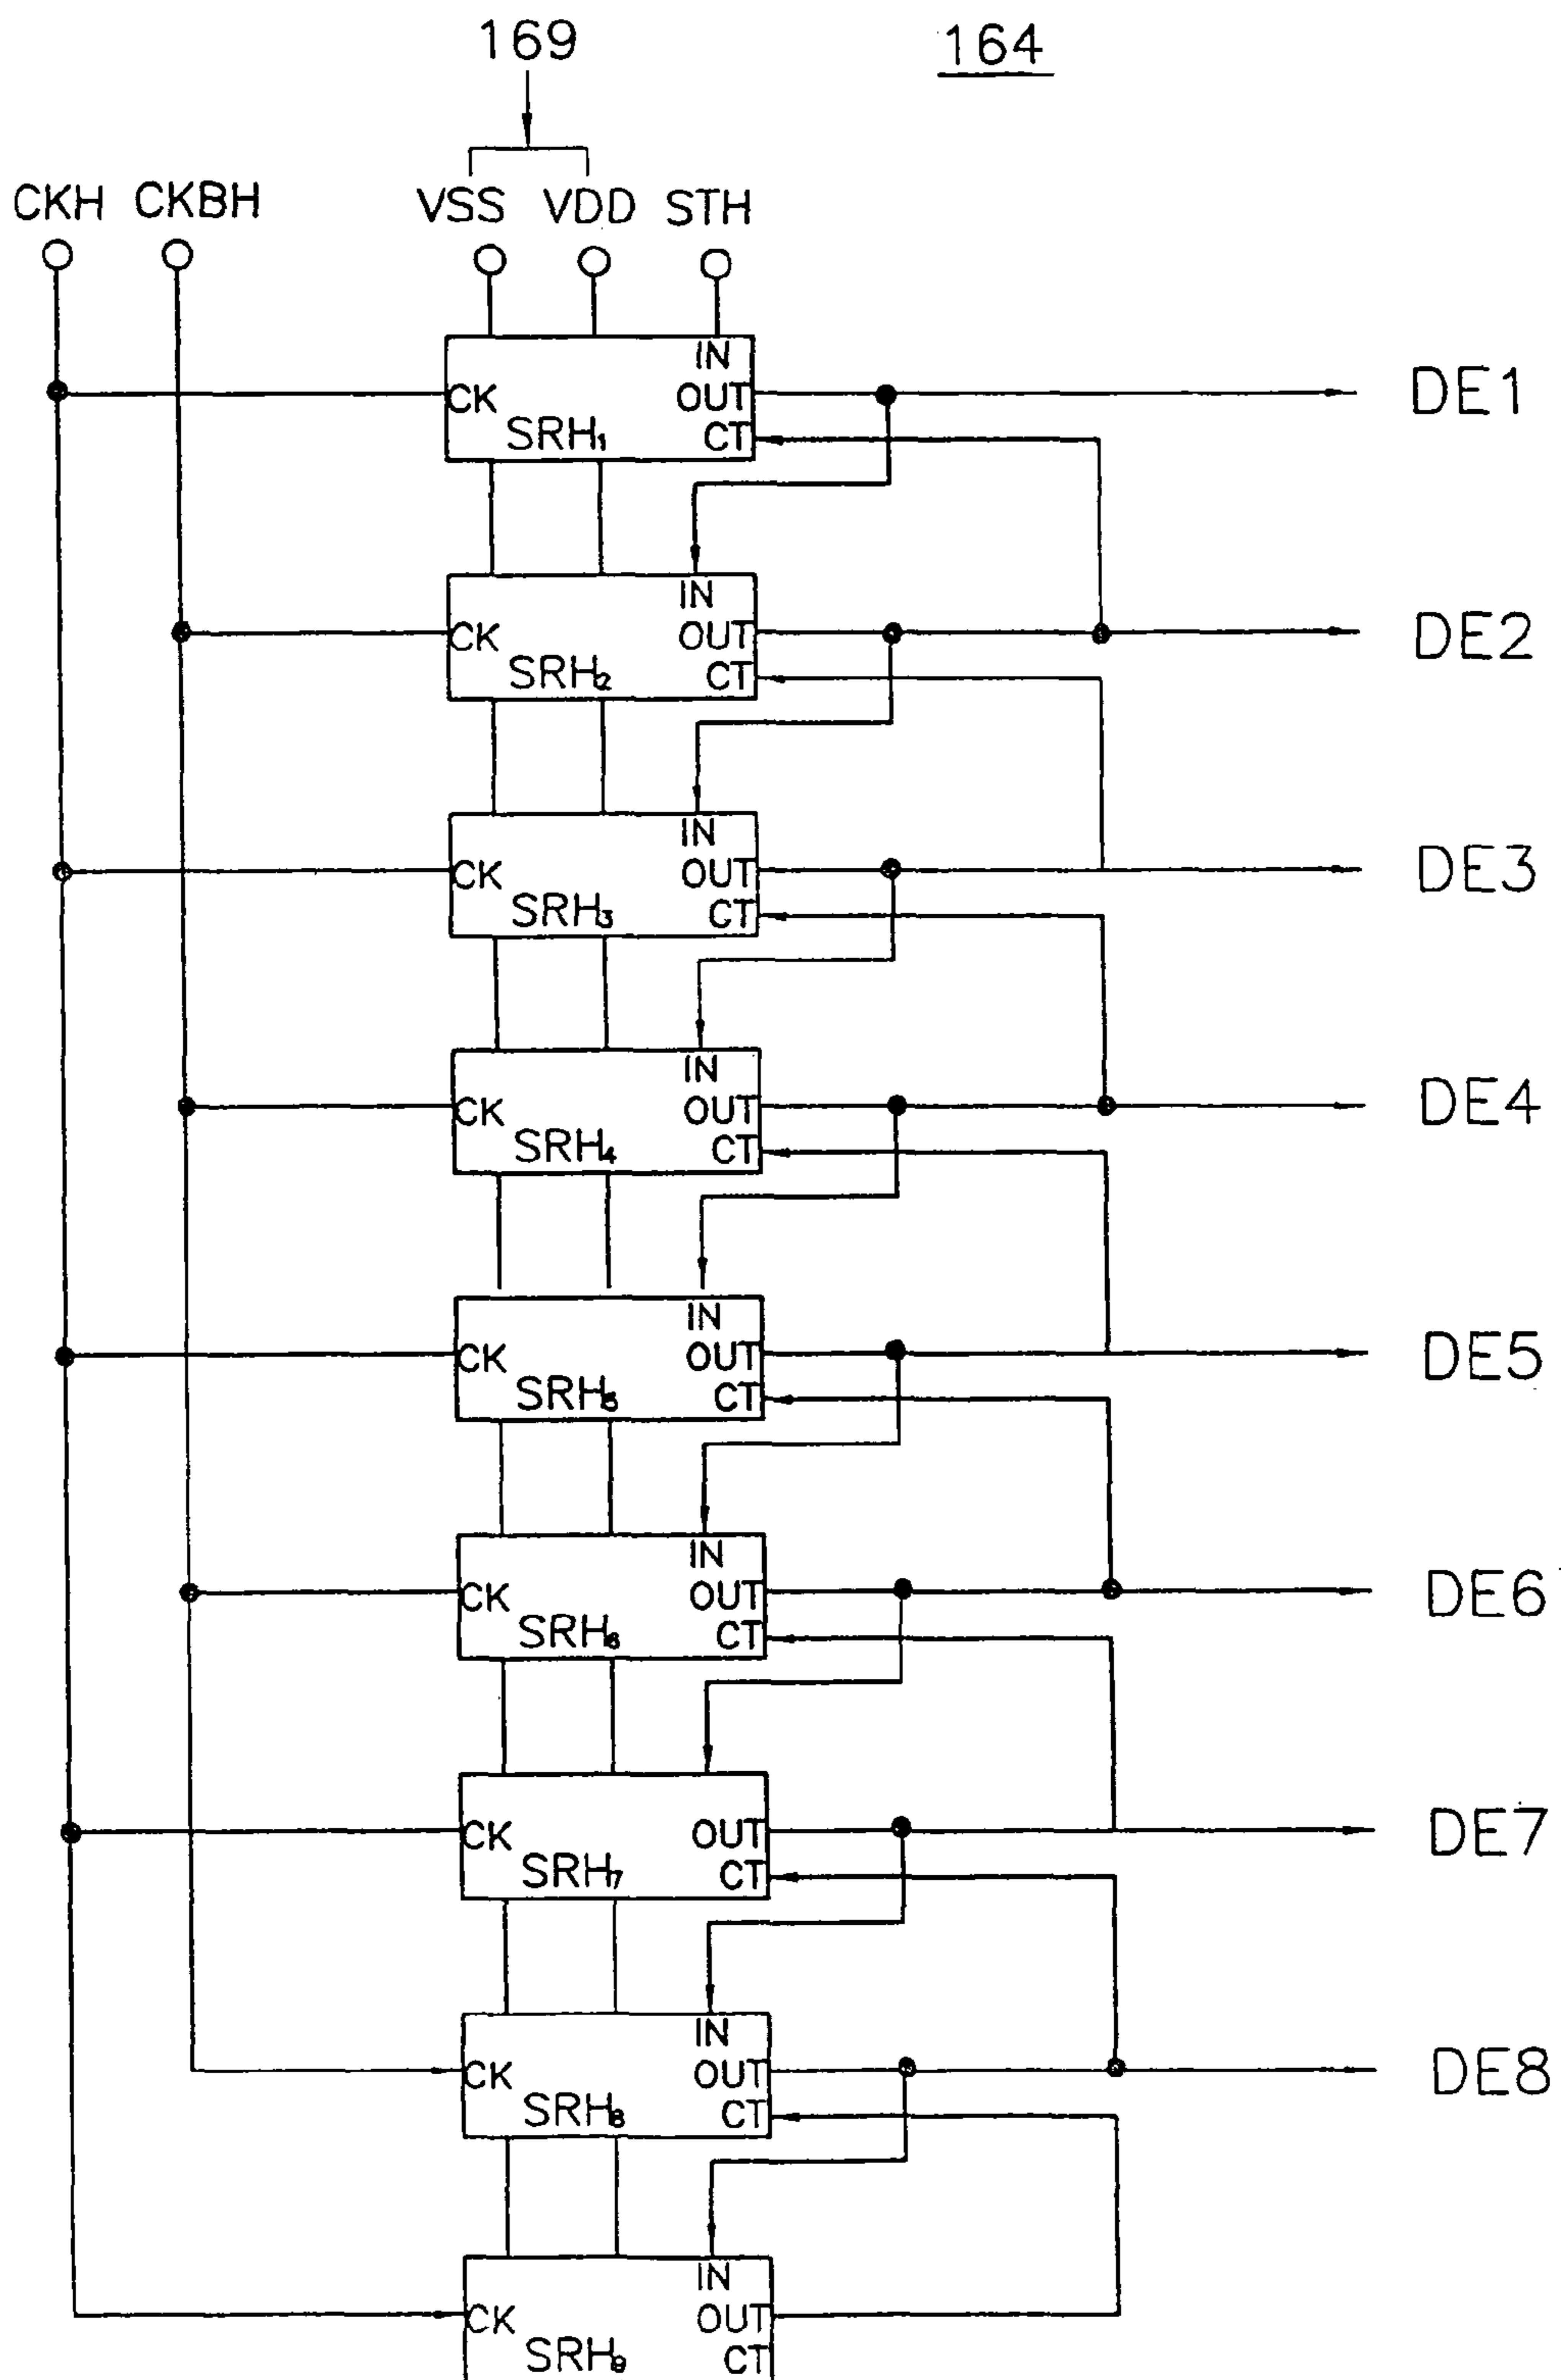 169 164
CKH CKBH VSS VDD STH
IN
CK OUT DE1
SRH1 CT
IN
CK OUT DE2
SRH2 CT
IN
CK OUT DE3
SRH3 CT
IN
CK OUT DE4
SRH4 CT
IN
CK OUT DE5
SRH5 CT
IN
CK OUT DE6
SRH6 CT
CK OUT DE7
SRH7 CT
IN
CK OUT DE8
SRH8 CT
IN
CK OUT
SRH9 CT